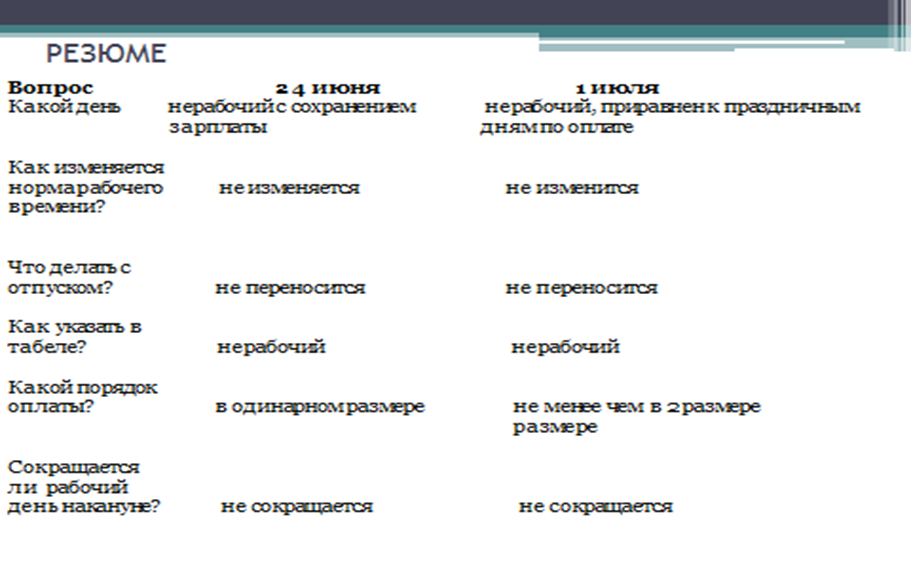 РЕЗЮМЕ
Вопрос 24 июня 1 июля
Какой день нерабочий с сохранением нерабочий, приравнен к праздничным
зарплаты дням по оплате
Как изменяется
норма рабочего не изменяется не изменится
времени?
Что делать с
отпуском? не переносится не переносится
Как указать в
табеле? нерабочий нерабочий
Какой порядок
оплаты? в одинарном размере не менее чем в 2 размере
размере
Сокращается
ли рабочий
день накануне? не сокращается не сокращается